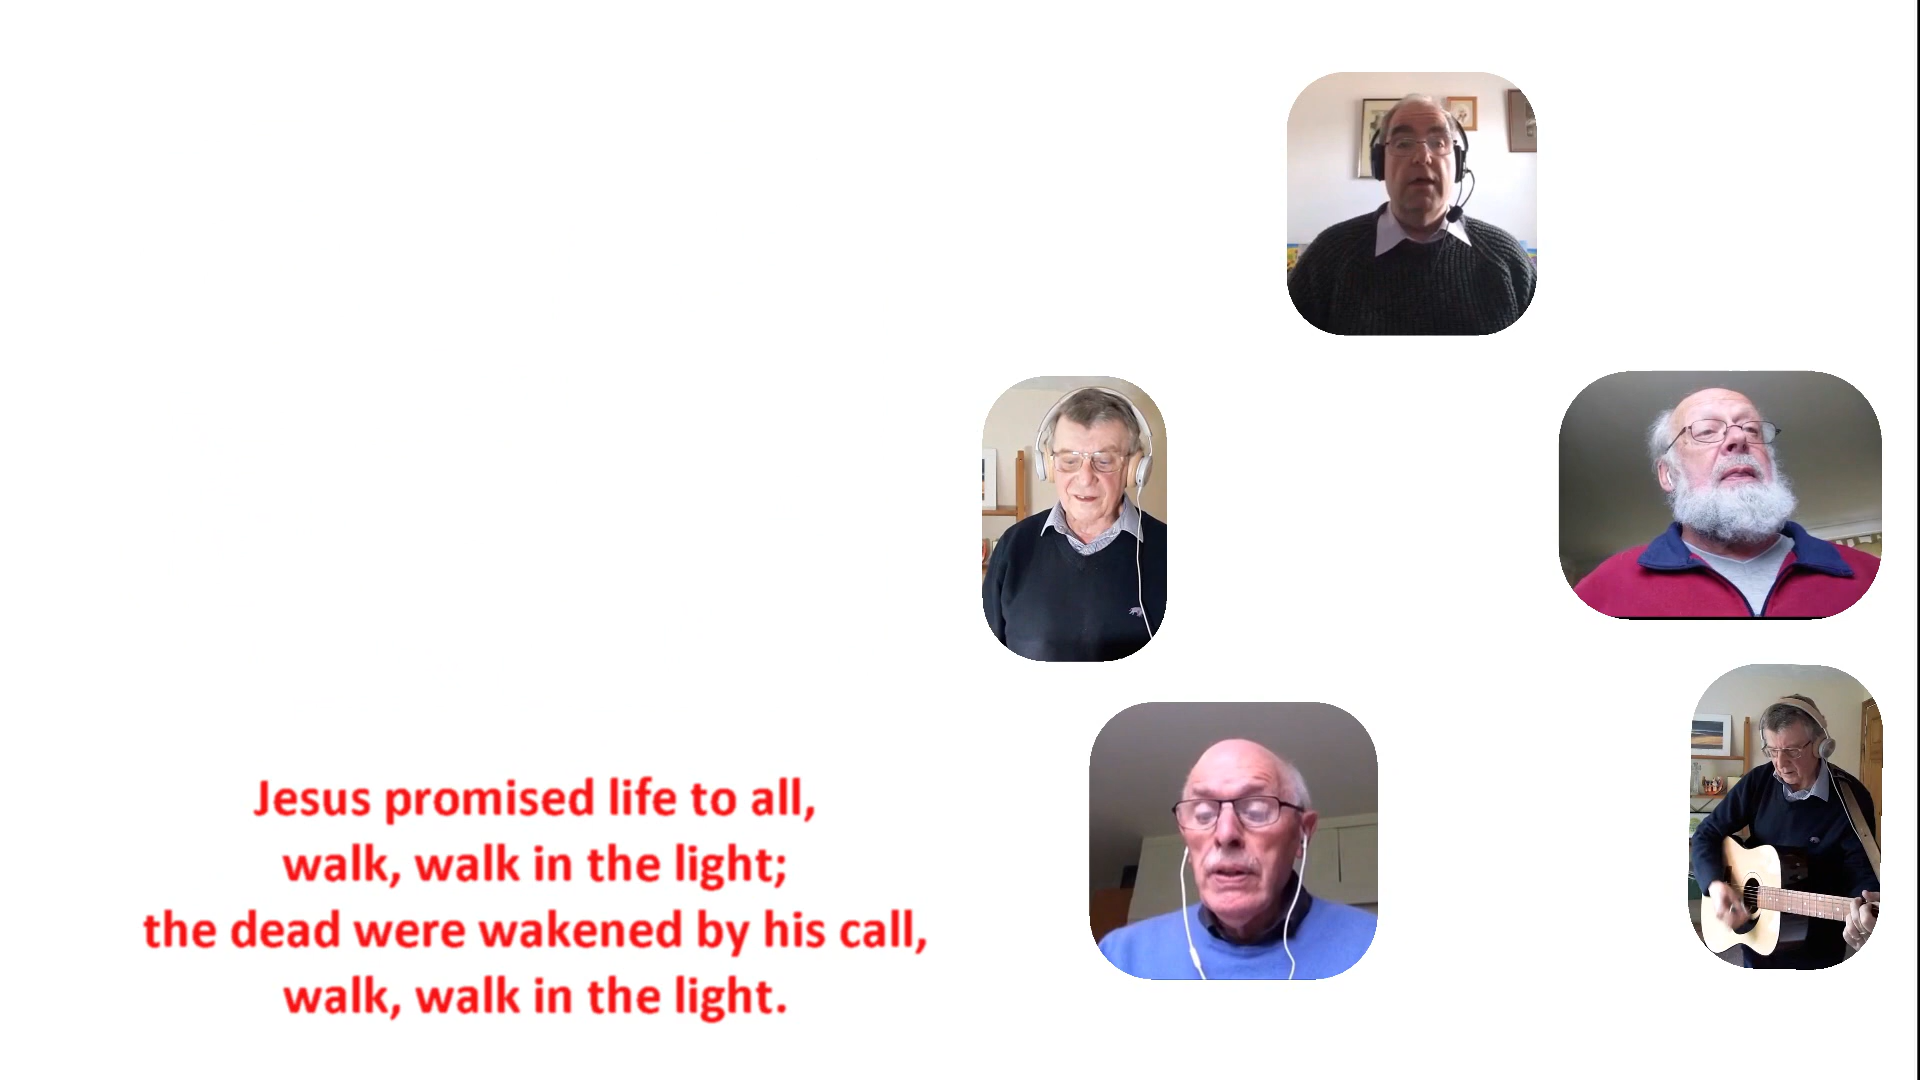 Jesus promised life to all,
walk, walk in the light;
the dead were wakened by his call,
walk, walk in the light.